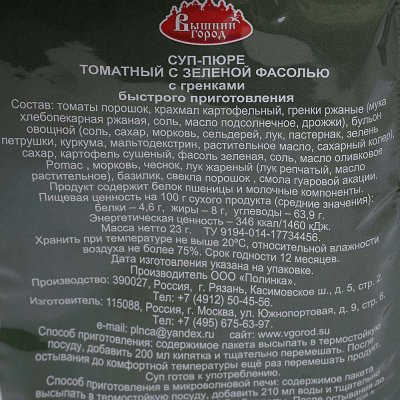 Вышний
город
СУП-ПЮРЕ
ТОМАТНЫЙ С ЗЕЛЕНОЙ ФАСОЛЬЮ
с гренками
быстрого приготовления
Состав: томаты порошок, крахмал картофельный, гренки ржаные (мука
хлебопекарная ржаная, соль, масло подсолнечное, дрожжи), бульон
овощной (соль, сахар, морковь, сельдерей, лук, пастернак, зелень
петрушки, куркума, мальтодекстрин, растительное масло, сахарный колер),
сахар, картофель сушеный, фасоль зеленая, соль, масло оливковое
Pomac , морковь, чеснок, лук жареный (лук репчатый, масло
растительное), базилик, свекла порошок , смола гуаровой акации.
Продукт содержит белок пшеницы и молочные компоненты.
Пищевая ценность на 100 г сухого продукта (средние значения):
белки – 4,6 г, жиры – 8 г, углеводы – 63,9 г.
Энергетическая ценность – 346 ккал/1460 кДж.
Масса нетто 23 г. ТУ 9194-014-17734456.
Хранить при температуре не выше 20°С, относительной влажности
воздуха не более 75%. Срок годности 12 месяцев.
Дата изготовления указана на упаковке.
Производитель ООО «Полинка».
Производство: 390027, Россия, г. Рязань, Касимовское ш., д. 5, стр. 2.
Тел: +7 (4912) 50-45-56.
Изготовитель: 115088, Россия, г. Москва, ул. Южнопортовая, д. 9, стр. 6.
Тел: +7 (495) 675-63-97.
e-mail: plnca@yandex.ru сайт: www.vgorod.su
Способ приготовления: содержимое пакета высыпать в термостойкую
посуду, добавить 200 мл кипятка и тщательно перемешать. После
остывания до комфортной температуры ещё раз перемешать продукт.
Суп готов к употреблению.
Способ приготовления в микроволновой печи: содержимое пакета
высыпать в термостойкую посуду, добавить 210 мл воды и тщательно